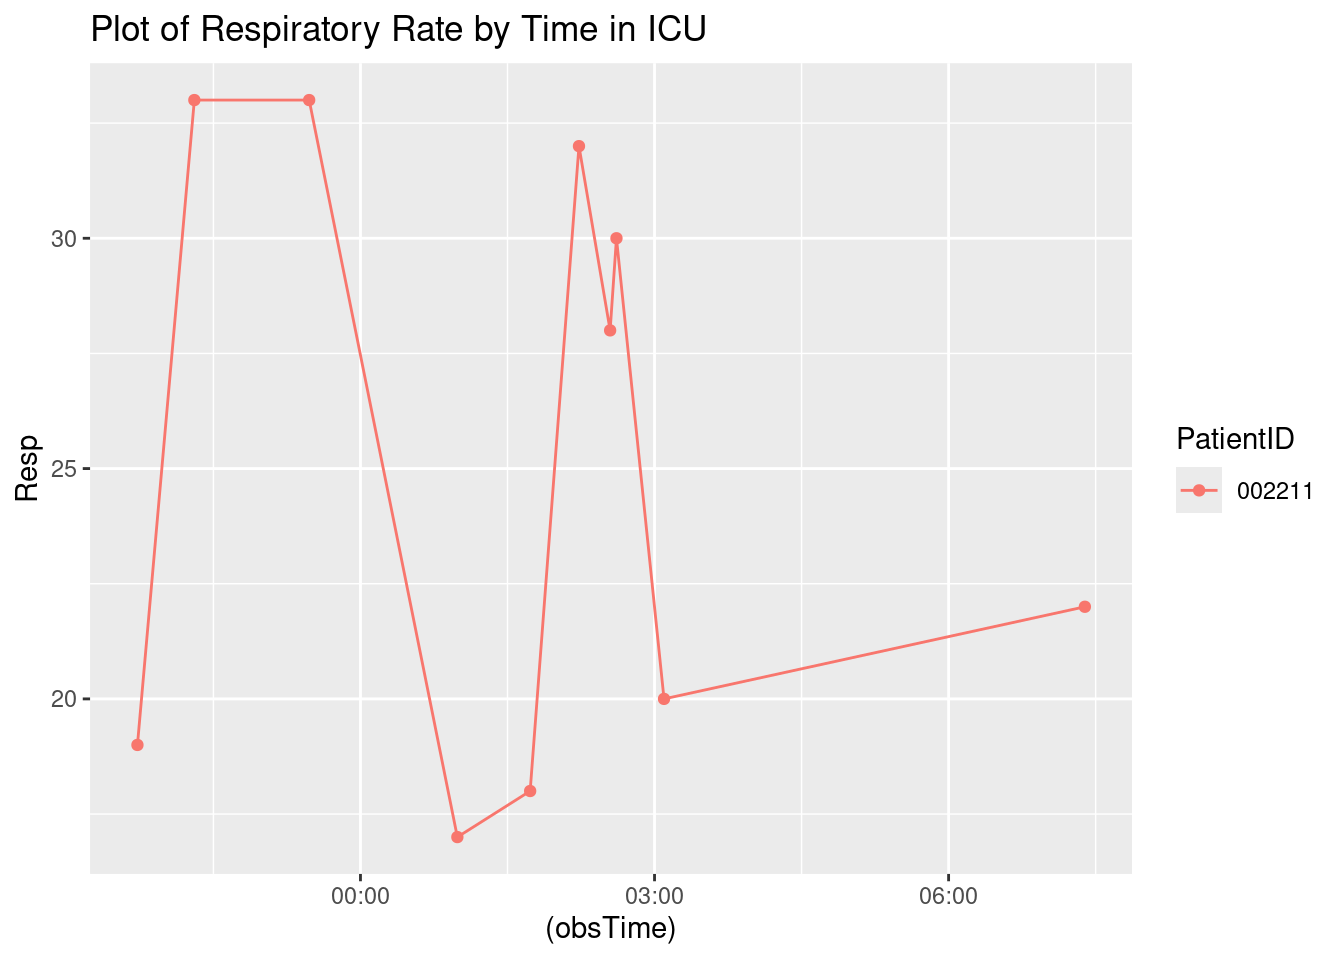 Plot of Respiratory Rate by Time in ICU
30
25
20
Resp
00:00 03:00 06:00
(obsTime)
PatientID
002211